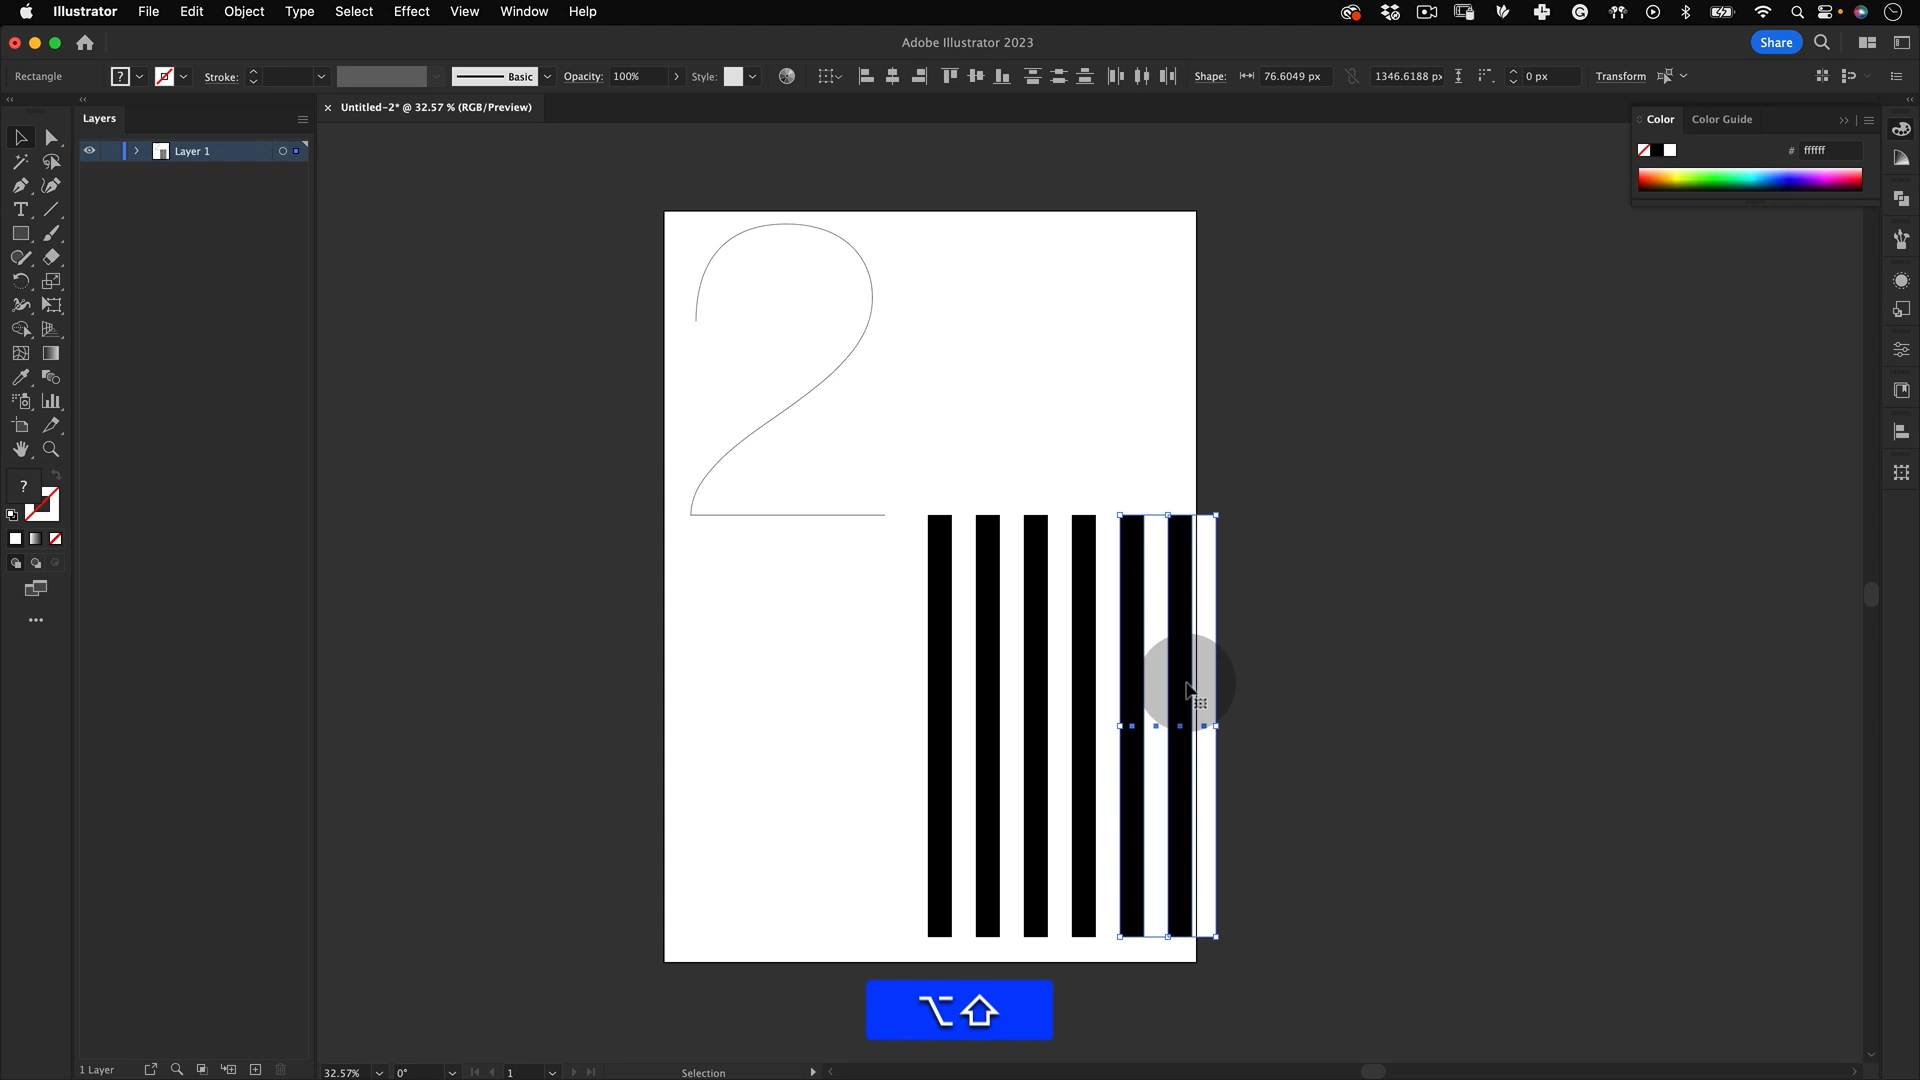 Illustrator File Edit Object Type Select Effect View Window Help
Adobe Illustrator 2023
Share
Rectangle
?
Stroke:
Basic
Opacity: 100%
Style:
Shape: 76.6049 px 1346.6188 px 0 px Transform
Layers
× Untitled-2* @ 32.57 % (RGB/Preview)
Color Color Guide
Layer 1
# ffffff
2
?
⌥⇧
1 Layer
32.57% 0° 1 Selection